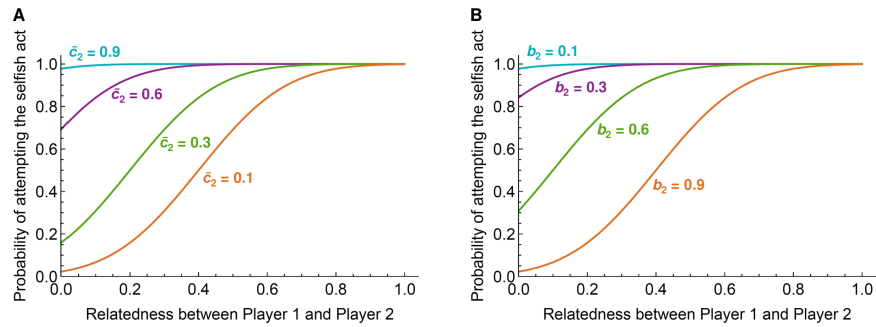 A
Probability of attempting the selfish act
1.0
0.8
0.6
0.4
0.2
0.0
c̄₂ = 0.9
c̄₂ = 0.6
c̄₂ = 0.3
c̄₂ = 0.1
0.0 0.2 0.4 0.6 0.8 1.0
Relatedness between Player 1 and Player 2
B
Probability of attempting the selfish act
1.0
0.8
0.6
0.4
0.2
0.0
b₂ = 0.1
b₂ = 0.3
b₂ = 0.6
b₂ = 0.9
0.0 0.2 0.4 0.6 0.8 1.0
Relatedness between Player 1 and Player 2